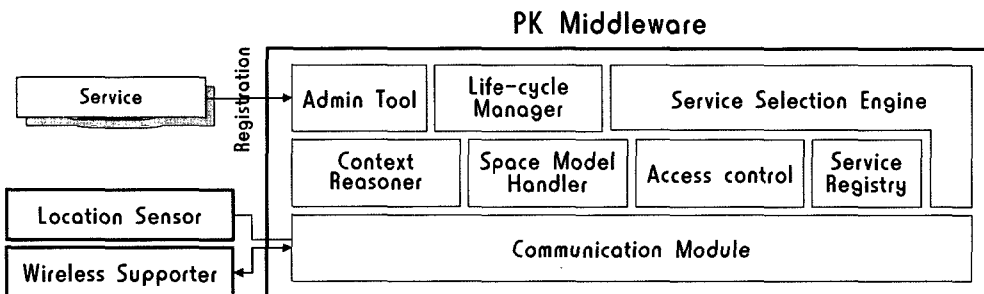 PK Middleware
Registration
Service
Admin Tool
Life-cycle
Manager
Service Selection Engine
Context
Reasoner
Space Model
Handler
Access control
Service
Registry
Location Sensor
Wireless Supporter
Communication Module